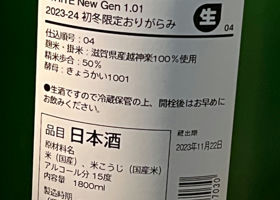 New Gen 1.01
2023-24 初冬限定おりがらみ
生
04
仕込順号：04
麹米・掛米：滋賀県産越神楽100％使用
精米歩合：50％
酵母：きょうかい1001
●生酒ですので冷蔵保管の上、開栓後はお早めに
お飲みください。
品目 日本酒
原材料名
米（国産）、米こうじ（国産米）
アルコール分 15度
内容量 1800ml
製造時期
蔵出標
2023年11月22日